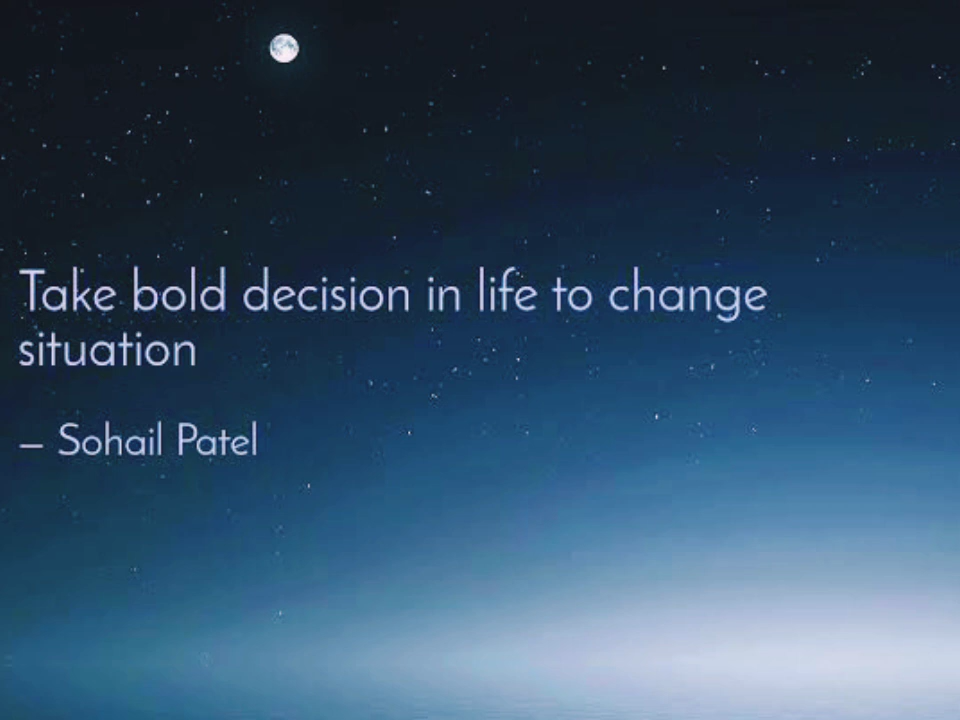 Take bold decision in life to change
situation
– Sohail Patel